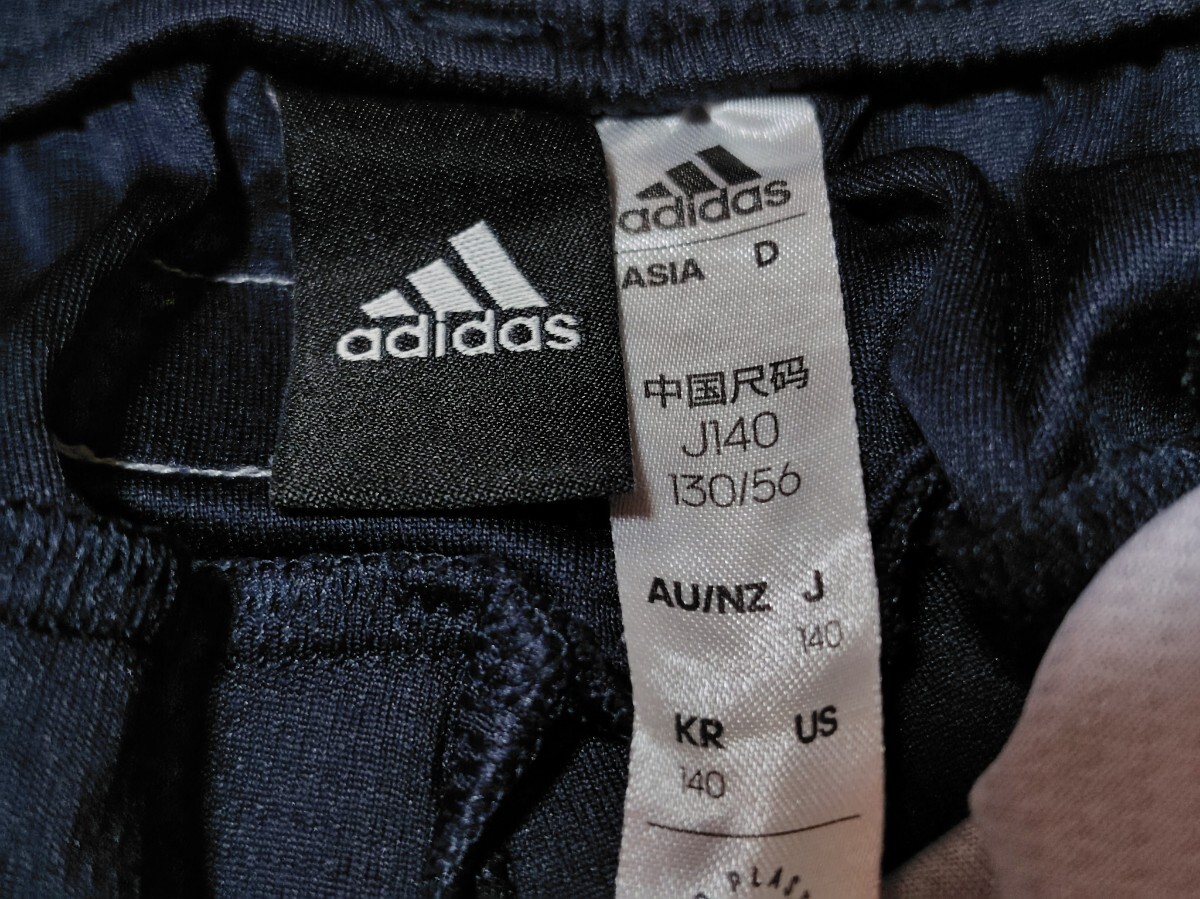 adidas
adidas
ASIA D
中国尺码
J140
130/56
AU/NZ J
140
KR US
140